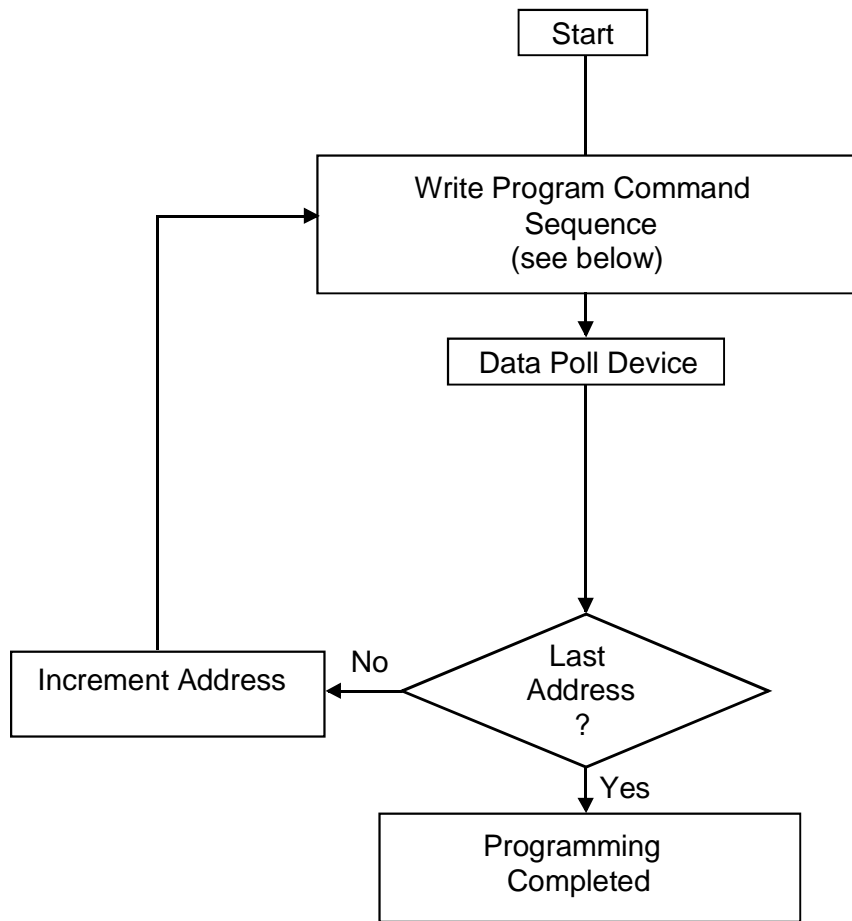 Start
Write Program Command
Sequence
(see below)
Data Poll Device
Last
Address
?
No
Increment Address
Yes
Programming
Completed